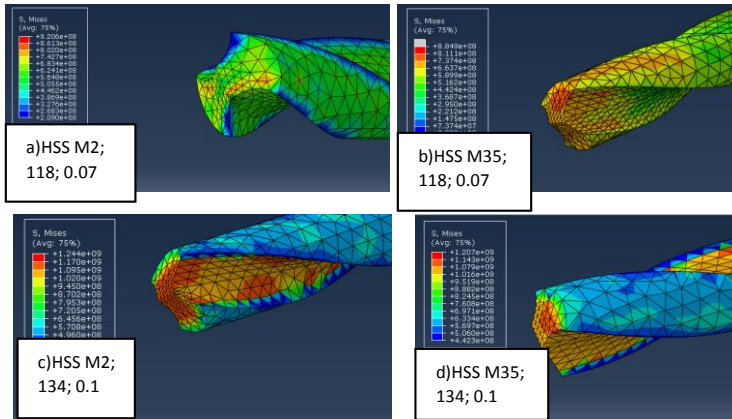 S, Mises
(Avg: 75%)
+9.206e+08
+8.613e+08
+8.020e+08
+7.427e+08
+6.834e+08
+6.241e+08
+5.648e+08
+5.055e+08
+4.462e+08
+3.869e+08
+3.276e+08
+2.683e+08
+2.090e+08
a)HSS M2;
118; 0.07
S, Mises
(Avg: 75%)
+8.849e+08
+8.111e+08
+7.374e+08
+6.637e+08
+5.899e+08
+5.162e+08
+4.424e+08
+3.687e+08
+2.950e+08
+2.212e+08
+1.475e+08
+7.374e+07
b)HSS M35;
118; 0.07
S, Mises
(Avg: 75%)
+1.244e+09
+1.170e+09
+1.095e+09
+1.020e+09
+9.450e+08
+8.702e+08
+7.953e+08
+7.205e+08
+6.456e+08
+5.708e+08
+4.960e+08
c)HSS M2;
134; 0.1
S, Mises
(Avg: 75%)
+1.207e+09
+1.143e+09
+1.079e+09
+1.016e+09
+9.519e+08
+8.882e+08
+8.245e+08
+7.608e+08
+6.971e+08
+6.334e+08
+5.697e+08
+5.060e+08
+4.423e+08
d)HSS M35;
134; 0.1